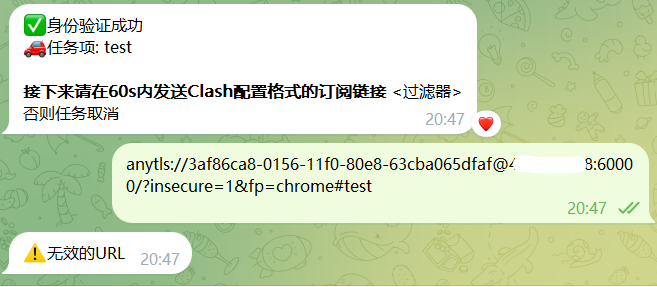 ✅身份验证成功
🚗任务项: test
接下来请在60s内发送Clash配置格式的订阅链接 <过滤器>
否则任务取消
20:47
anytls://3af86ca8-0156-11f0-80e8-63cba065dfaf@4 8:6000
0/?insecure=1&fp=chrome#test
20:47
⚠️无效的URL
20:47